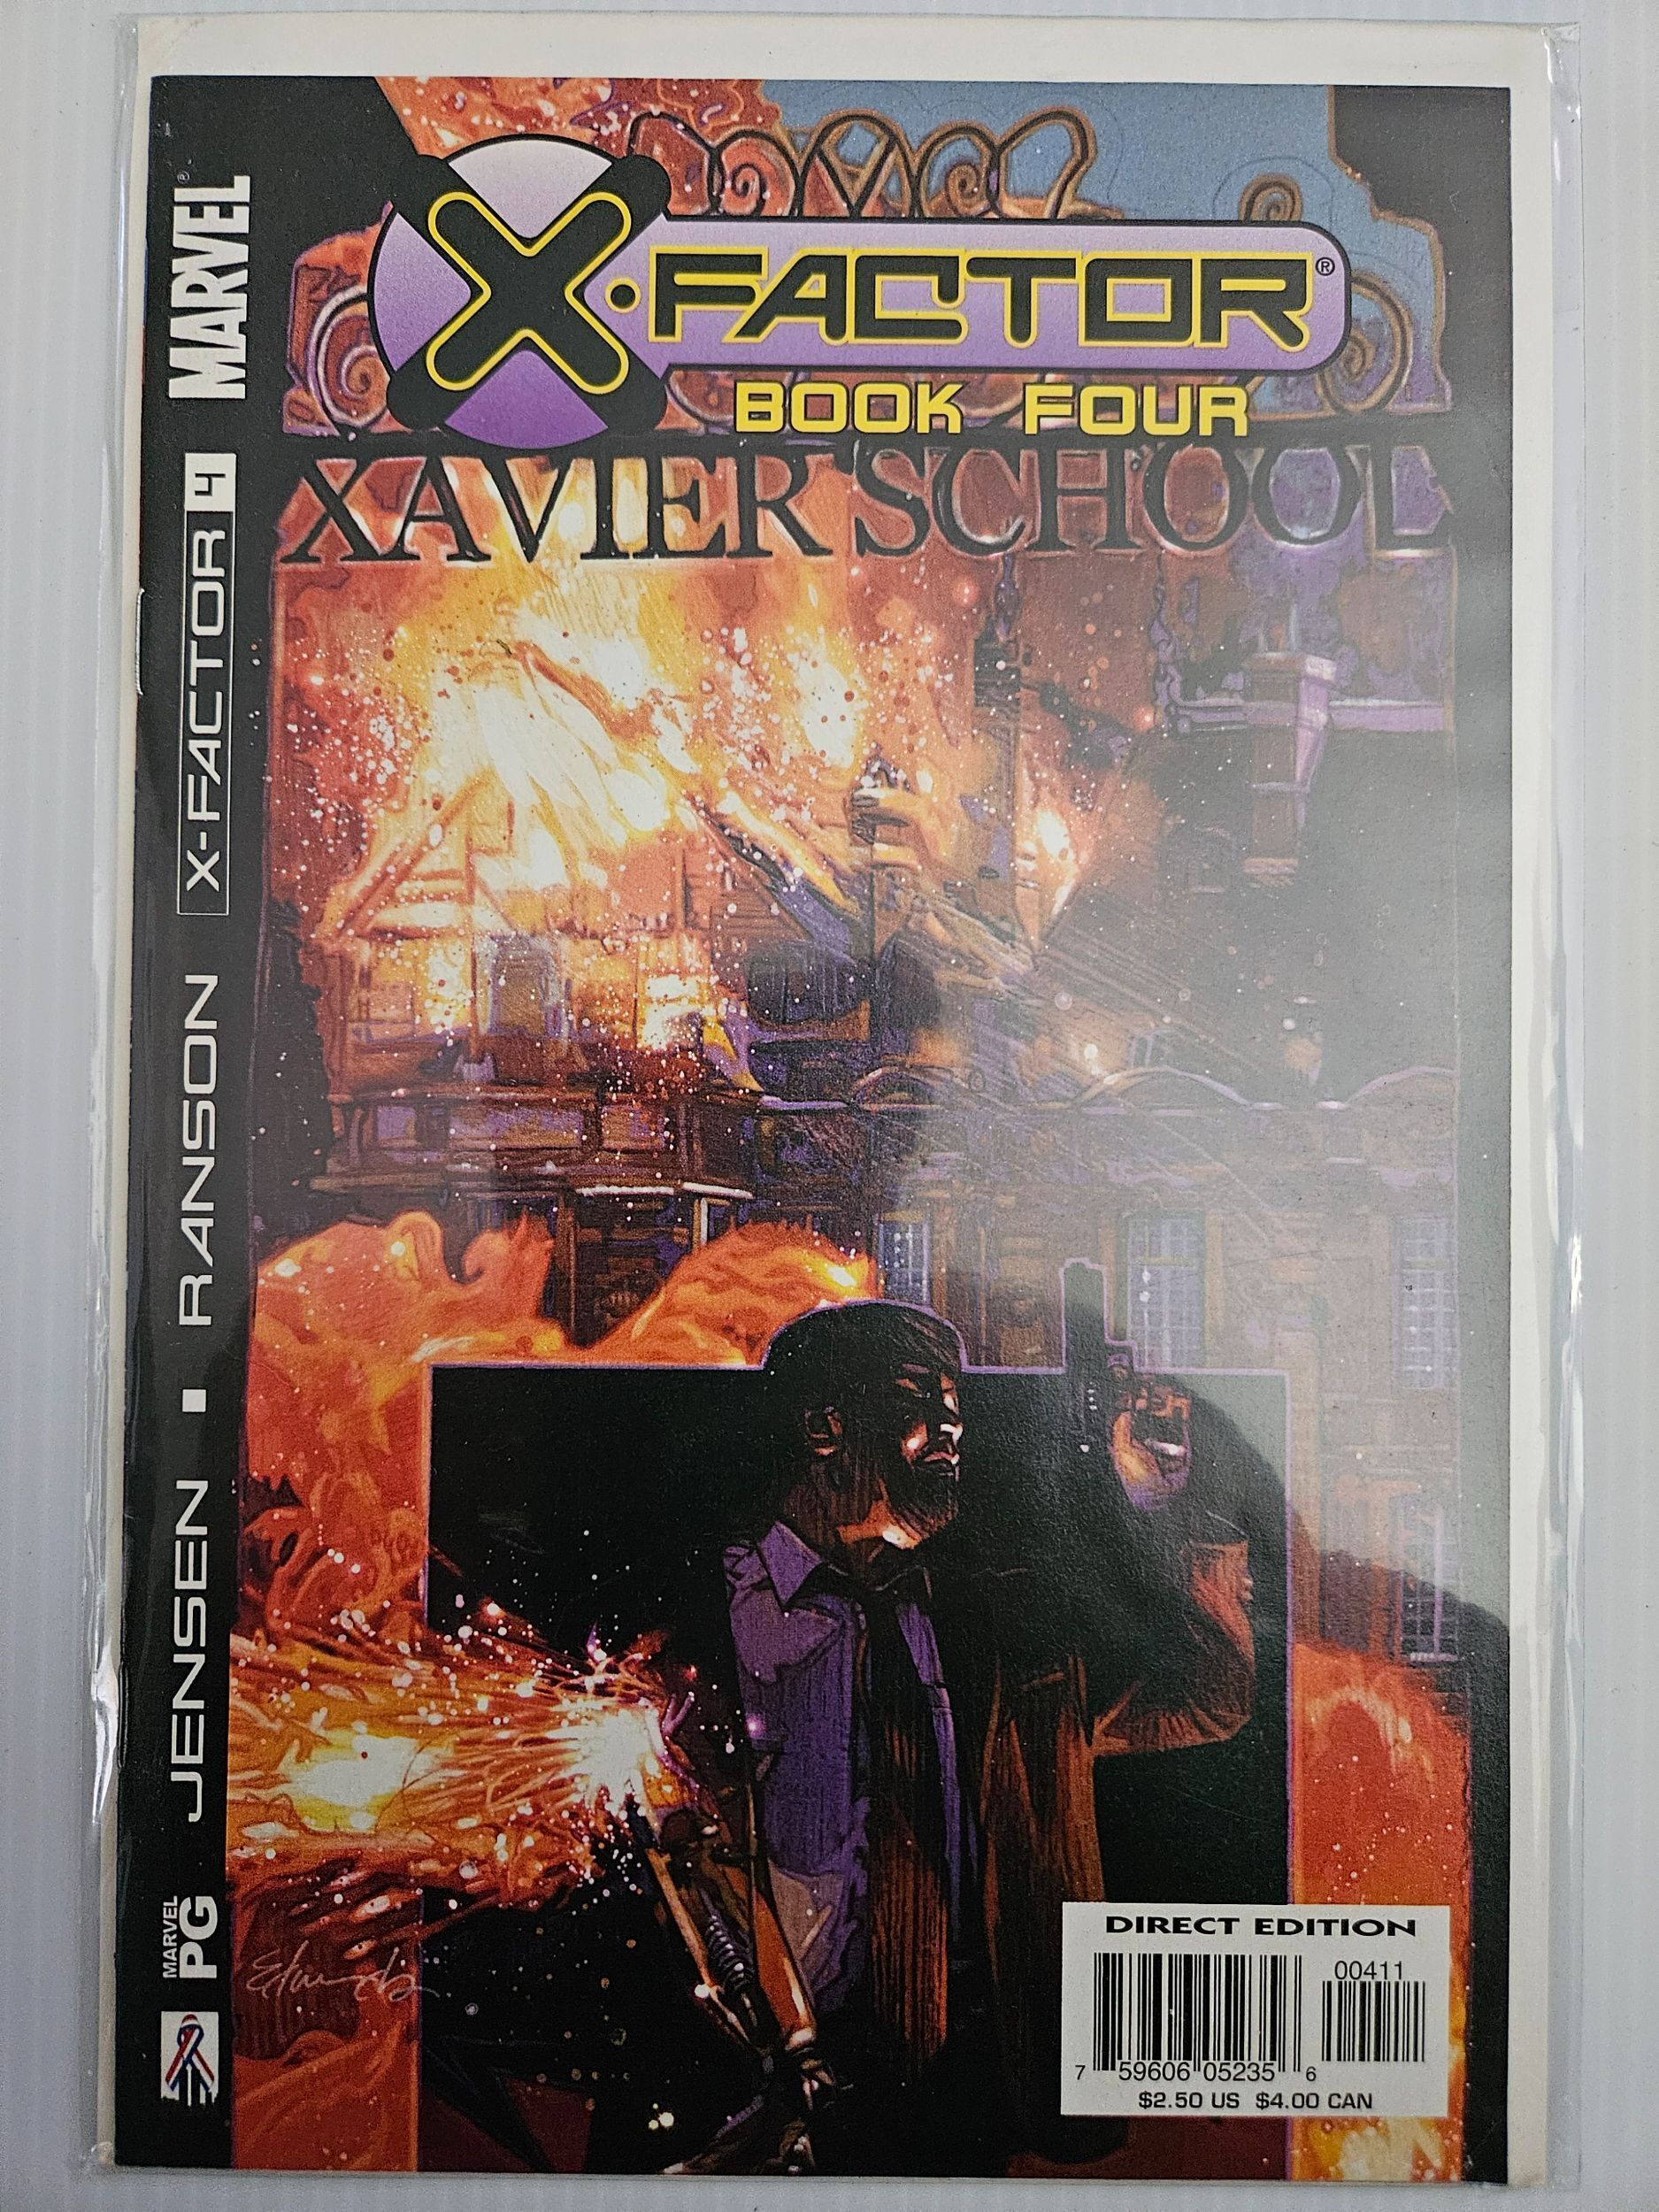 MARVEL®
X-FACTOR 4
RANSON
JENSEN
MARVEL
PG
X·FACTOR®
BOOK FOUR
XAVIER SCHOOL
DIRECT EDITION
00411
7 59606 05235 6
$2.50 US $4.00 CAN